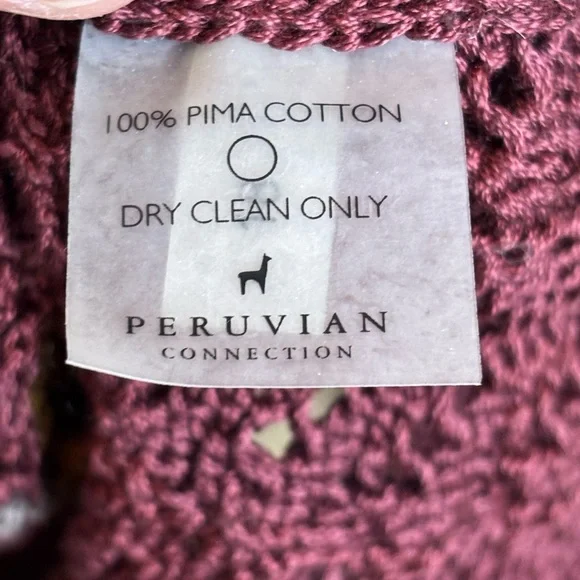 100% PIMA COTTON
DRY CLEAN ONLY
PERUVIAN
CONNECTION